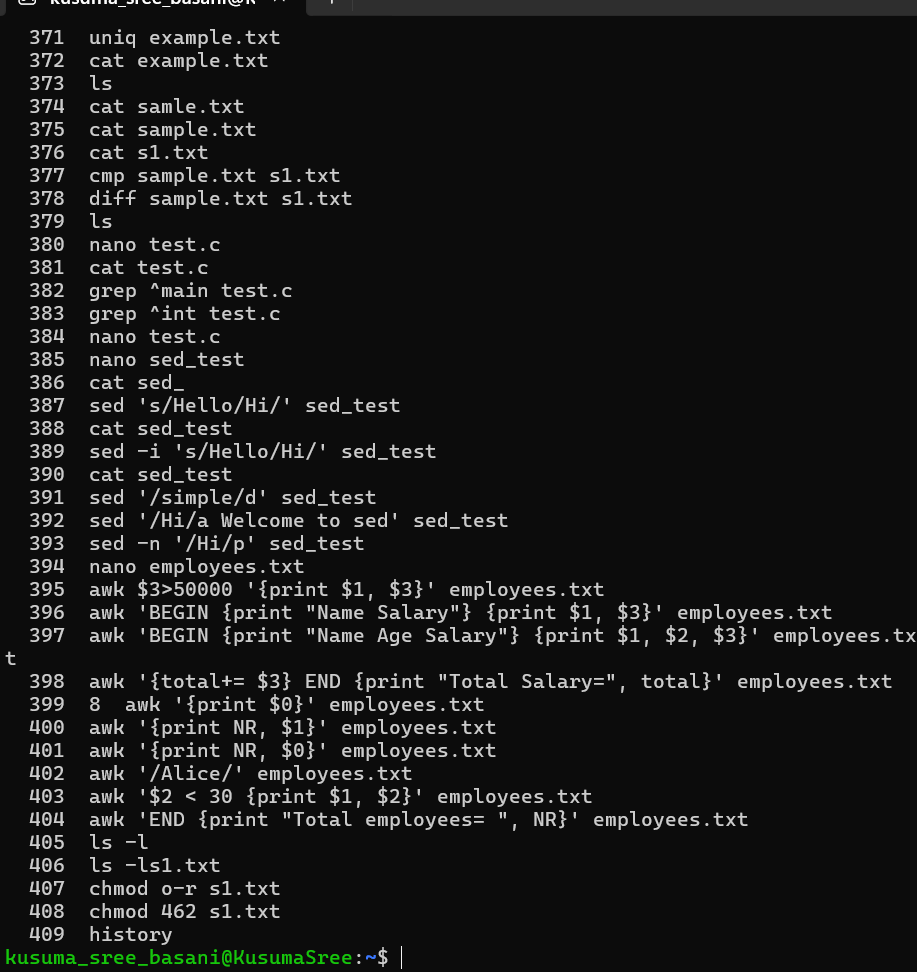 371  uniq example.txt
372  cat example.txt
373  ls
374  cat samle.txt
375  cat sample.txt
376  cat s1.txt
377  cmp sample.txt s1.txt
378  diff sample.txt s1.txt
379  ls
380  nano test.c
381  cat test.c
382  grep ^main test.c
383  grep ^int test.c
384  nano test.c
385  nano sed_test
386  cat sed_
387  sed 's/Hello/Hi/' sed_test
388  cat sed_test
389  sed -i 's/Hello/Hi/' sed_test
390  cat sed_test
391  sed '/simple/d' sed_test
392  sed '/Hi/a Welcome to sed' sed_test
393  sed -n '/Hi/p' sed_test
394  nano employees.txt
395  awk $3>50000 '{print $1, $3}' employees.txt
396  awk 'BEGIN {print "Name Salary"} {print $1, $3}' employees.txt
397  awk 'BEGIN {print "Name Age Salary"} {print $1, $2, $3}' employees.tx
t
398  awk '{total+= $3} END {print "Total Salary=", total}' employees.txt
399  8  awk '{print $0}' employees.txt
400  awk '{print NR, $1}' employees.txt
401  awk '{print NR, $0}' employees.txt
402  awk '/Alice/' employees.txt
403  awk '$2 < 30 {print $1, $2}' employees.txt
404  awk 'END {print "Total employees= ", NR}' employees.txt
405  ls -l
406  ls -ls1.txt
407  chmod o-r s1.txt
408  chmod 462 s1.txt
409  history
kusuma_sree_basani@KusumaSree:~$